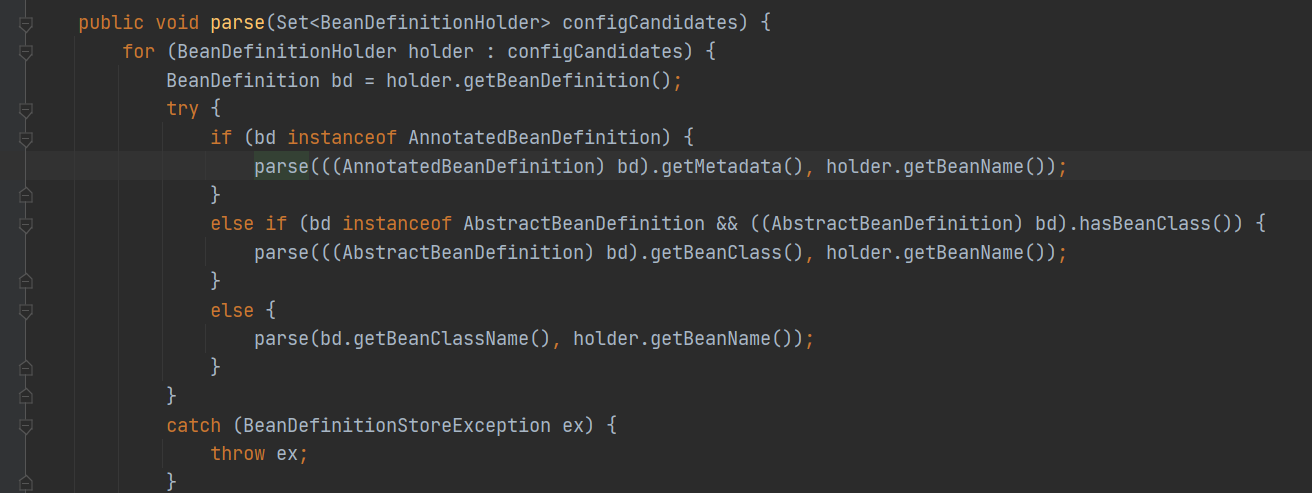 public void parse(Set<BeanDefinitionHolder> configCandidates) {
for (BeanDefinitionHolder holder : configCandidates) {
BeanDefinition bd = holder.getBeanDefinition();
try {
if (bd instanceof AnnotatedBeanDefinition) {
parse(((AnnotatedBeanDefinition) bd).getMetadata(), holder.getBeanName());
}
else if (bd instanceof AbstractBeanDefinition && ((AbstractBeanDefinition) bd).hasBeanClass()) {
parse(((AbstractBeanDefinition) bd).getBeanClass(), holder.getBeanName());
}
else {
parse(bd.getBeanClassName(), holder.getBeanName());
}
}
catch (BeanDefinitionStoreException ex) {
throw ex;
}